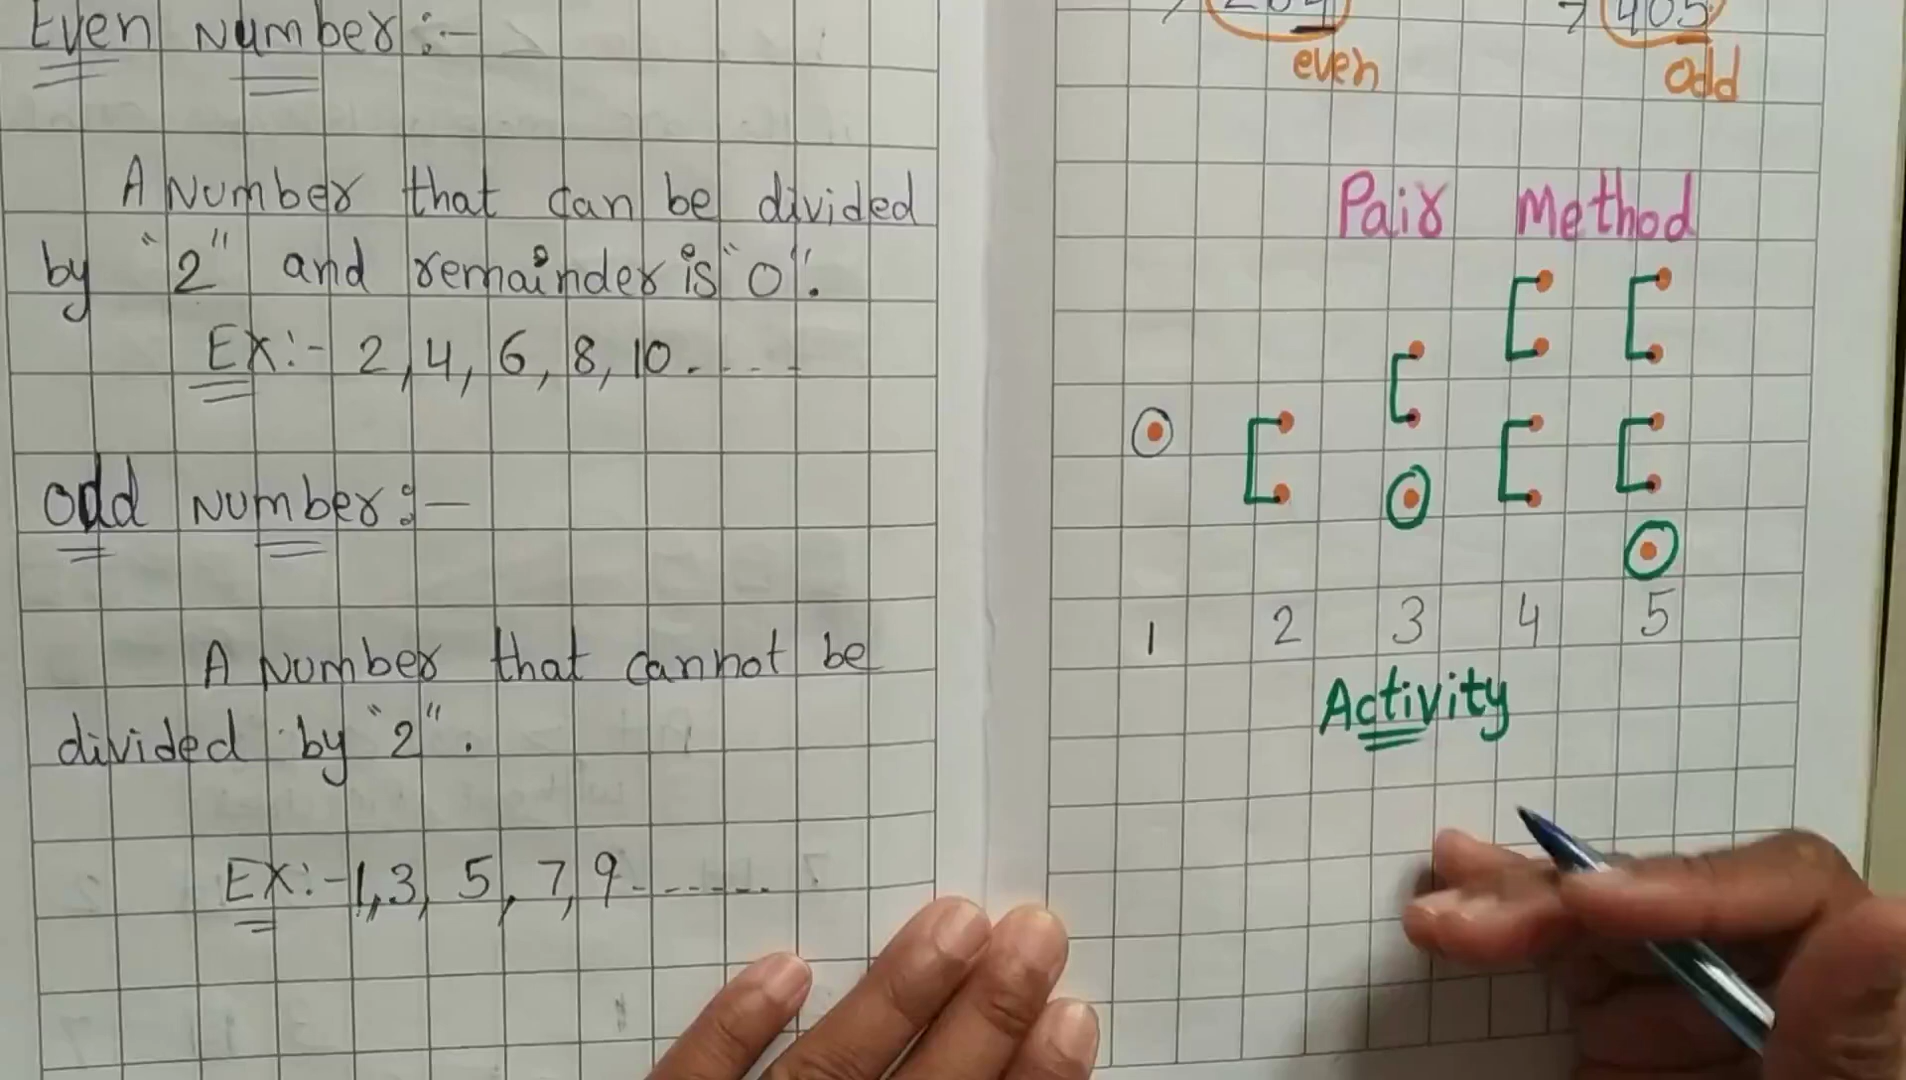 Even Number:-
A Number that can be divided
by "2" and remainder is "0".
EX:- 2, 4, 6, 8, 10. . . .
odd Number:-
A Number that cannot be
divided by "2".
EX:- 1,3, 5, 7, 9- - - - - -
204 405
even odd
Pair Method
1 2 3 4 5
Activity